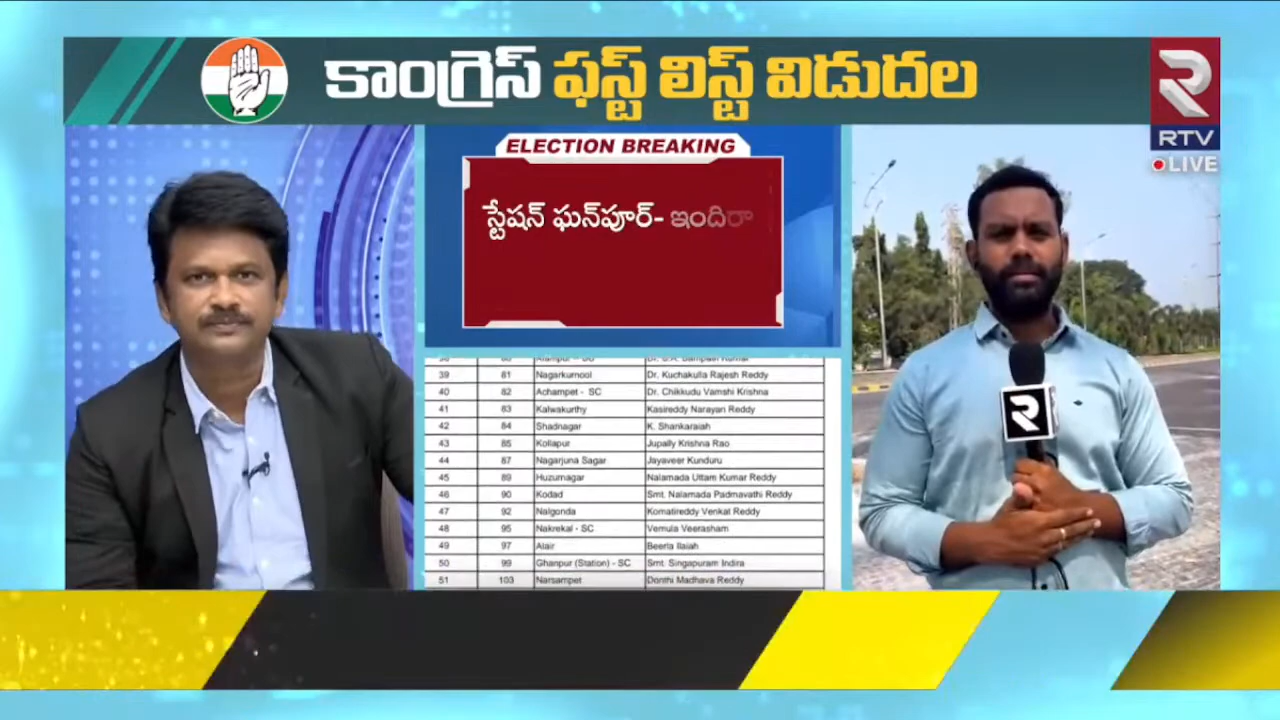 కాంగ్రెస్ ఫస్ట్ లిస్ట్ విడుదల
RTV
LIVE
ELECTION BREAKING
స్టేషన్ ఘన్‌పూర్- ఇందిరా
39 81 Nagarkurnool Dr. Kuchakulla Rajesh Reddy
40 82 Achampet - SC Dr. Chikkudu Vamshi Krishna
41 83 Kalwakurthy Kasireddy Narayan Reddy
42 84 Shadnagar K. Shankaraiah
43 85 Kollapur Jupally Krishna Rao
44 87 Nagarjuna Sagar Jayaveer Kunduru
45 89 Huzurnagar Nalamada Uttam Kumar Reddy
46 90 Kodad Smt. Nalamada Padmavathi Reddy
47 92 Nalgonda Komatireddy Venkat Reddy
48 95 Nakrekal - SC Vemula Veerasham
49 97 Alair Beerla Ilaiah
50 99 Ghanpur (Station) - SC Smt. Singapuram Indira
51 103 Narsampet Donthi Madhava Reddy